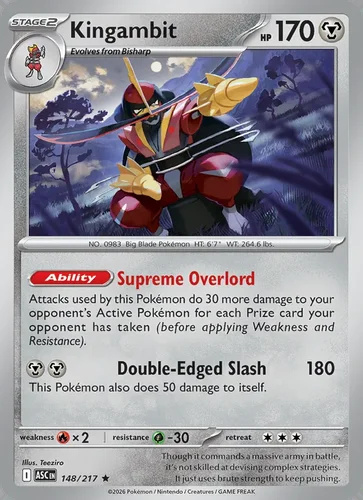 STAGE2
Kingambit
HP 170
Evolves from Bisharp
NO. 0983 Big Blade Pokémon HT: 6'7" WT: 264.6 lbs.
Ability Supreme Overlord
Attacks used by this Pokémon do 30 more damage to your
opponent's Active Pokémon for each Prize card your
opponent has taken (before applying Weakness and
Resistance).
Double-Edged Slash 180
This Pokémon also does 50 damage to itself.
weakness ×2 resistance -30 retreat
Illus. Teeziro
I ASC EN 148/217 ★
Though it commands a massive army in battle,
it's not skilled at devising complex strategies.
It just uses brute strength to keep pushing.
©2026 Pokémon / Nintendo / Creatures / GAME FREAK